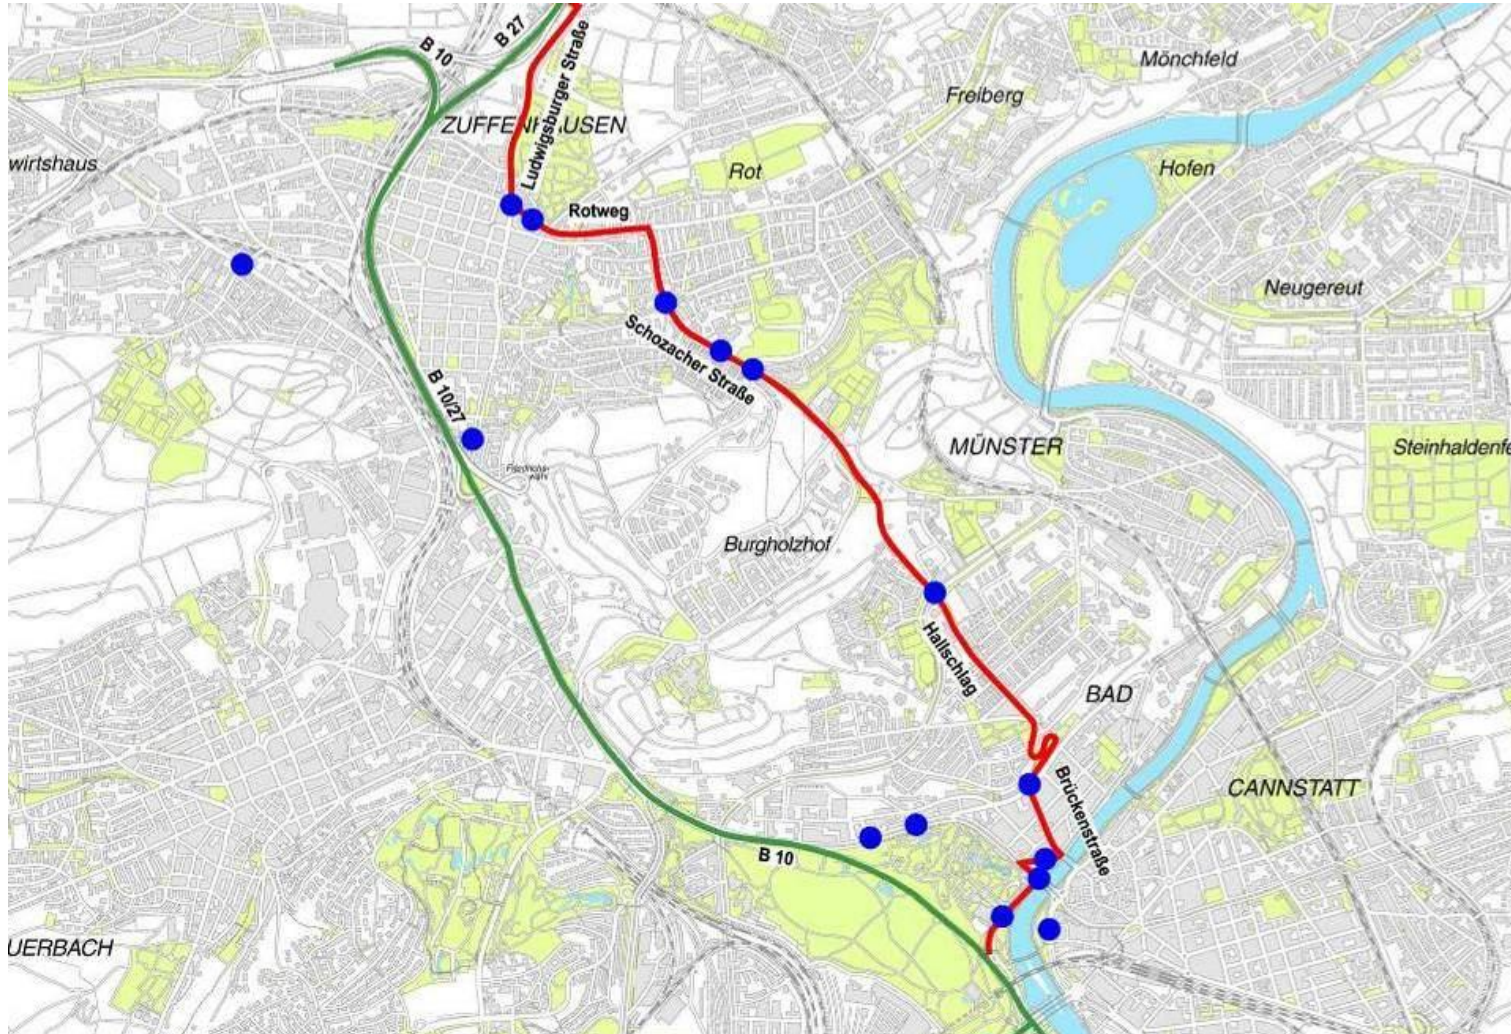 B 27
B 10
Ludwigsburger Straße
Mönchfeld
Freiberg
ZUFFENHAUSEN
wirtshaus
Rot
Hofen
Rotweg
Neugereut
Schozacher Straße
B 10/27
MÜNSTER
Steinhaldenfe
Burgholzhof
Hallschlag
BAD
CANNSTATT
Brückenstraße
B 10
UERBACH